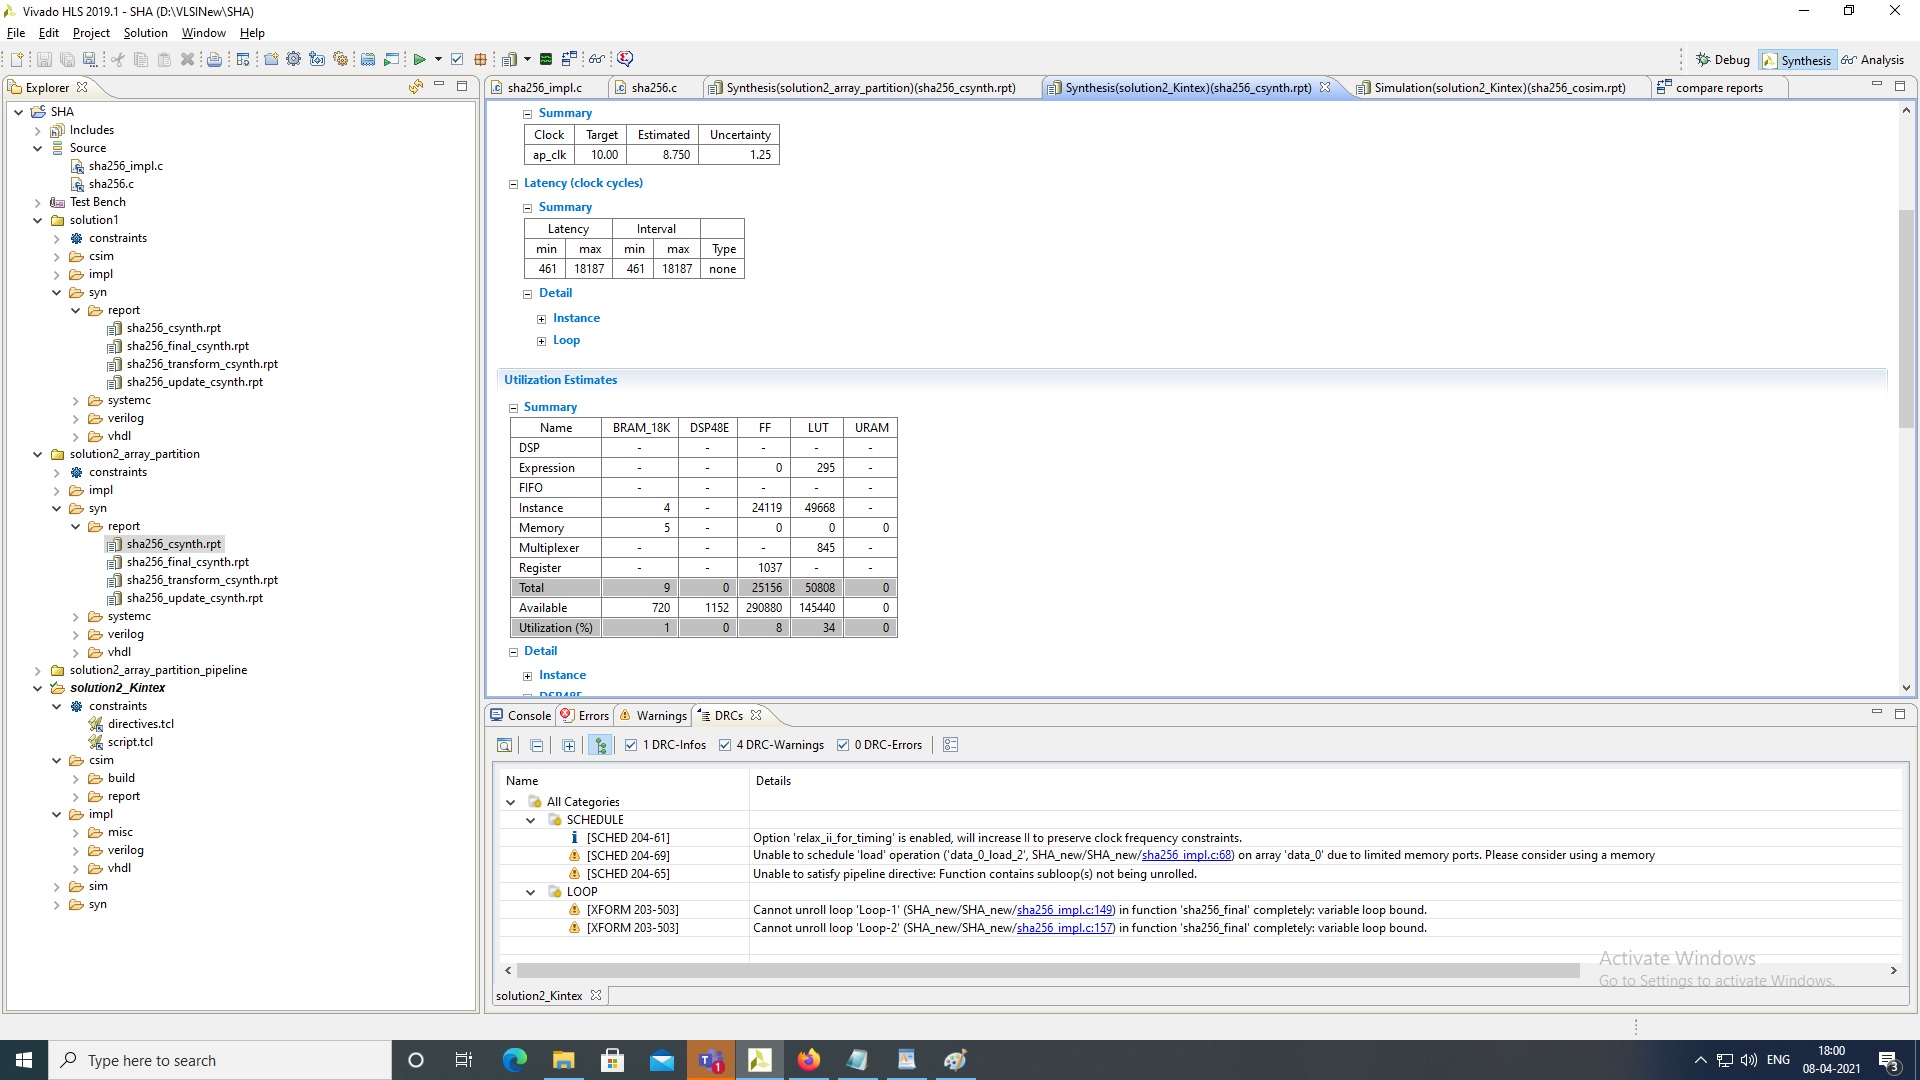 Vivado HLS 2019.1 - SHA (D:\VLSINew\SHA)
File Edit Project Solution Window Help
Debug Synthesis Analysis
Explorer
sha256_impl.c
sha256.c
Synthesis(solution2_array_partition)(sha256_csynth.rpt)
Synthesis(solution2_Kintex)(sha256_csynth.rpt)
Simulation(solution2_Kintex)(sha256_cosim.rpt)
compare reports
SHA
Includes
Source
sha256_impl.c
sha256.c
Test Bench
solution1
constraints
csim
impl
syn
report
sha256_csynth.rpt
sha256_final_csynth.rpt
sha256_transform_csynth.rpt
sha256_update_csynth.rpt
systemc
verilog
vhdl
solution2_array_partition
constraints
impl
syn
report
sha256_csynth.rpt
sha256_final_csynth.rpt
sha256_transform_csynth.rpt
sha256_update_csynth.rpt
systemc
verilog
vhdl
solution2_array_partition_pipeline
solution2_Kintex
constraints
directives.tcl
script.tcl
csim
build
report
impl
misc
verilog
vhdl
sim
syn
Summary
Clock Target Estimated Uncertainty
ap_clk 10.00 8.750 1.25
Latency (clock cycles)
Summary
Latency Interval
min max min max Type
461 18187 461 18187 none
Detail
Instance
Loop
Utilization Estimates
Summary
Name BRAM_18K DSP48E FF LUT URAM
DSP - - - - -
Expression - - 0 295 -
FIFO - - - - -
Instance 4 - 24119 49668 -
Memory 5 - 0 0 0
Multiplexer - - - 845 -
Register - - 1037 - -
Total 9 0 25156 50808 0
Available 720 1152 290880 145440 0
Utilization (%) 1 0 8 34 0
Detail
Instance
DSP48E
Console Errors Warnings DRCs
1 DRC-Infos 4 DRC-Warnings 0 DRC-Errors
Name Details
All Categories
SCHEDULE
[SCHED 204-61] Option 'relax_ii_for_timing' is enabled, will increase II to preserve clock frequency constraints.
[SCHED 204-69] Unable to schedule 'load' operation ('data_0_load_2', SHA_new/SHA_new/sha256_impl.c:68) on array 'data_0' due to limited memory ports. Please consider using a memory
[SCHED 204-65] Unable to satisfy pipeline directive: Function contains subloop(s) not being unrolled.
LOOP
[XFORM 203-503] Cannot unroll loop 'Loop-1' (SHA_new/SHA_new/sha256_impl.c:149) in function 'sha256_final' completely: variable loop bound.
[XFORM 203-503] Cannot unroll loop 'Loop-2' (SHA_new/SHA_new/sha256_impl.c:157) in function 'sha256_final' completely: variable loop bound.
Activate Windows
Go to Settings to activate Windows.
solution2_Kintex
Type here to search
1
ENG
18:00
08-04-2021
3